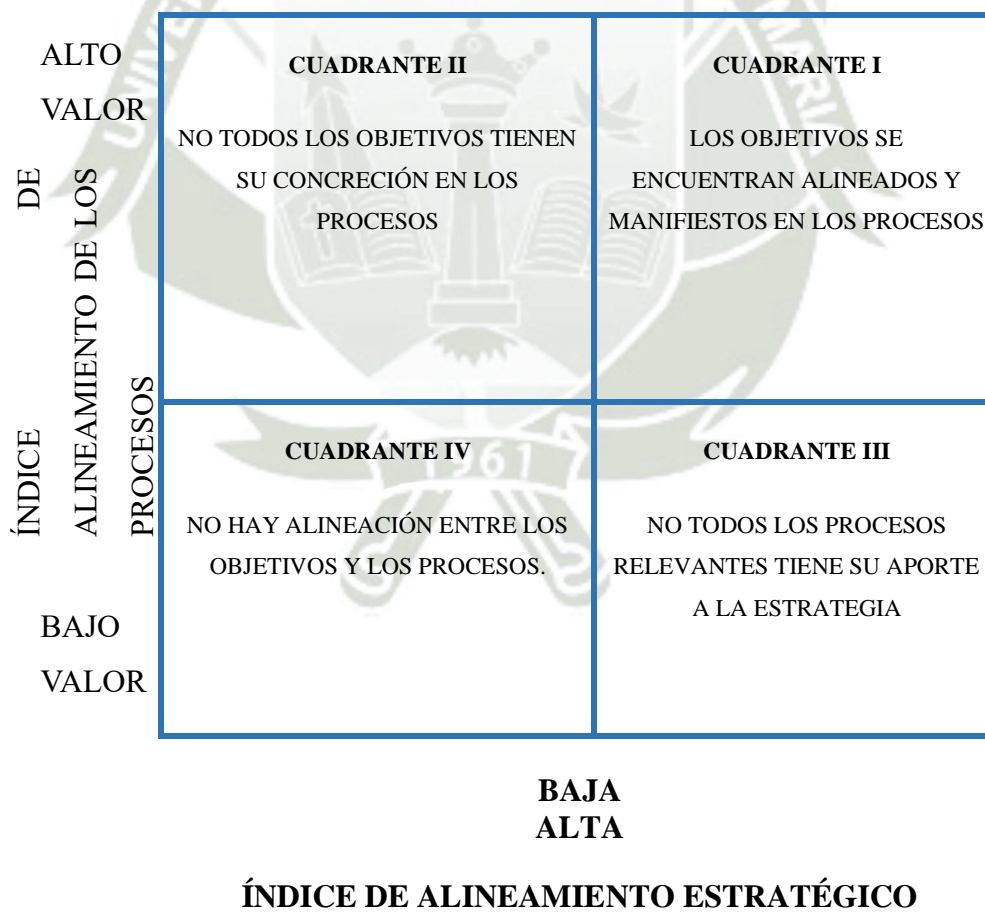 ALTO
VALOR
ÍNDICE DE
ALINEAMIENTO DE LOS
PROCESOS
BAJO
VALOR
CUADRANTE II
NO TODOS LOS OBJETIVOS TIENEN
SU CONCRECIÓN EN LOS
PROCESOS
CUADRANTE I
LOS OBJETIVOS SE
ENCUENTRAN ALINEADOS Y
MANIFIESTOS EN LOS PROCESOS
CUADRANTE IV
NO HAY ALINEACIÓN ENTRE LOS
OBJETIVOS Y LOS PROCESOS.
CUADRANTE III
NO TODOS LOS PROCESOS
RELEVANTES TIENE SU APORTE
A LA ESTRATEGIA
1961
BAJA
ALTA
ÍNDICE DE ALINEAMIENTO ESTRATÉGICO